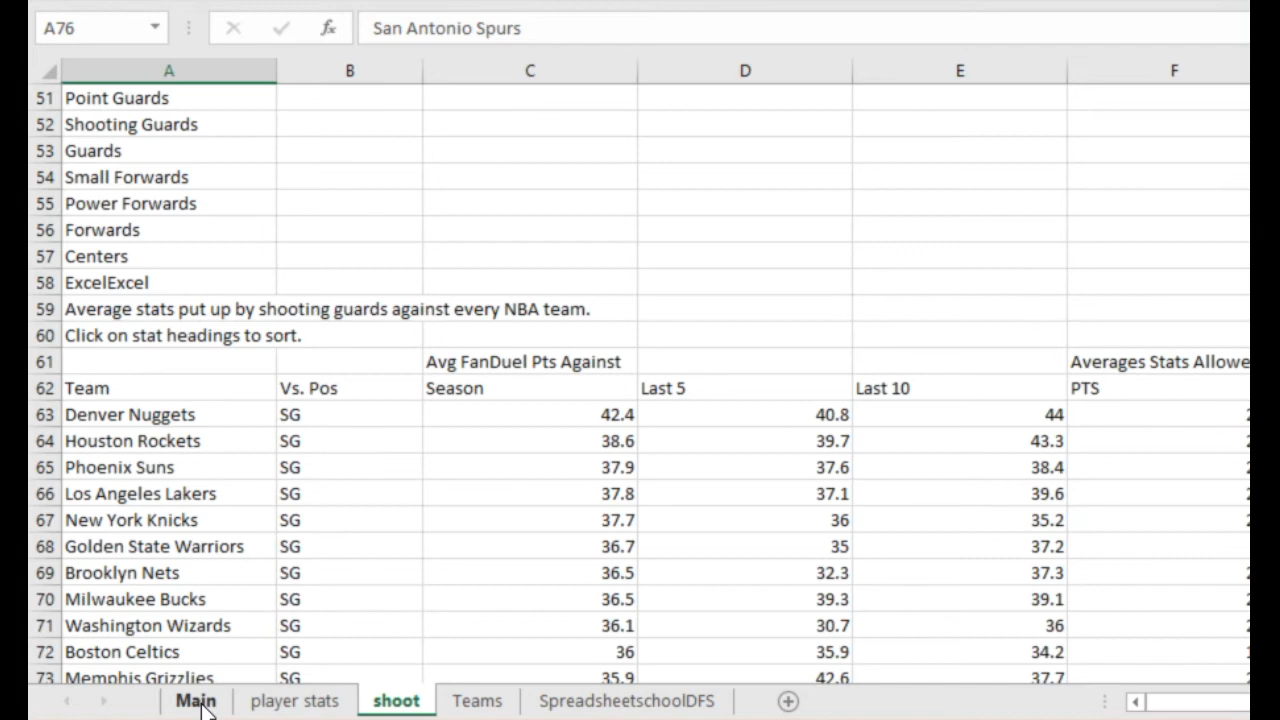 A76 fx San Antonio Spurs
A B C D E F
51 Point Guards
52 Shooting Guards
53 Guards
54 Small Forwards
55 Power Forwards
56 Forwards
57 Centers
58 ExcelExcel
59 Average stats put up by shooting guards against every NBA team.
60 Click on stat headings to sort.
61 Avg FanDuel Pts Against Averages Stats Allowe
62 Team Vs. Pos Season Last 5 Last 10 PTS
63 Denver Nuggets SG 42.4 40.8 44
64 Houston Rockets SG 38.6 39.7 43.3
65 Phoenix Suns SG 37.9 37.6 38.4
66 Los Angeles Lakers SG 37.8 37.1 39.6
67 New York Knicks SG 37.7 36 35.2
68 Golden State Warriors SG 36.7 35 37.2
69 Brooklyn Nets SG 36.5 32.3 37.3
70 Milwaukee Bucks SG 36.5 39.3 39.1
71 Washington Wizards SG 36.1 30.7 36
72 Boston Celtics SG 36 35.9 34.2
73 Memphis Grizzlies SG 35.9 42.6 37.7
Main player stats shoot Teams SpreadsheetschoolDFS